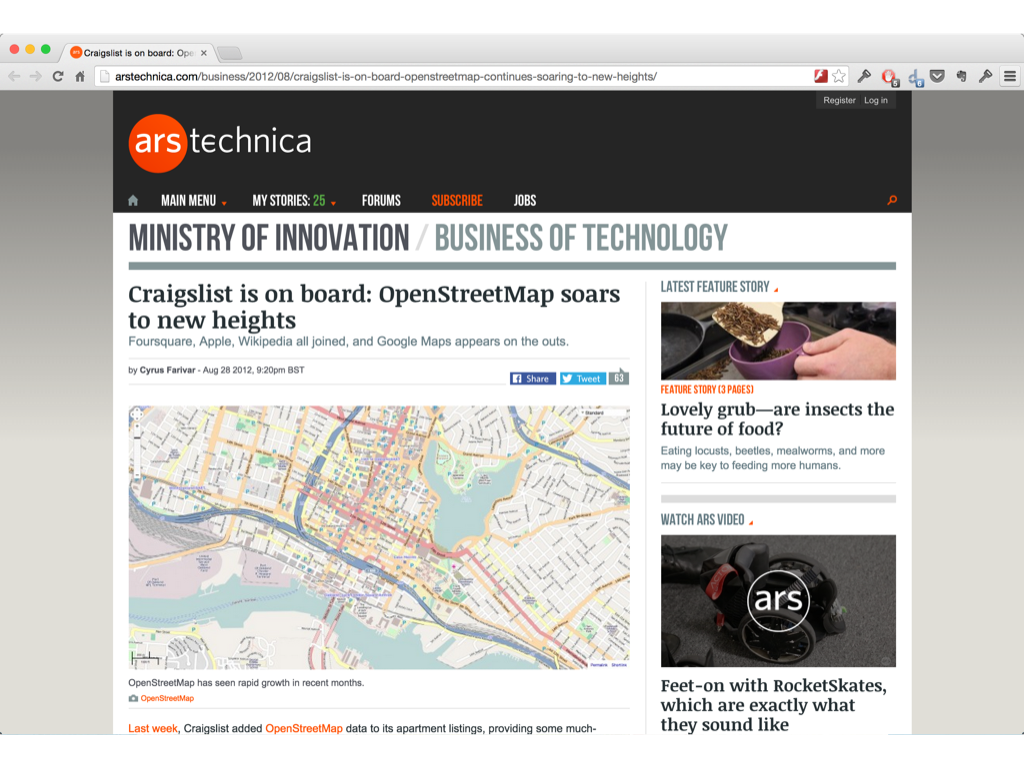 Craigslist is on board: Ope
arstechnica.com/business/2012/08/craigslist-is-on-board-openstreetmap-continues-soaring-to-new-heights/
Register Log in
ars technica
MAIN MENU MY STORIES: 25 FORUMS SUBSCRIBE JOBS
MINISTRY OF INNOVATION / BUSINESS OF TECHNOLOGY
Craigslist is on board: OpenStreetMap soars
to new heights
Foursquare, Apple, Wikipedia all joined, and Google Maps appears on the outs.
by Cyrus Farivar - Aug 28 2012, 9:20pm BST
Share Tweet 63
Standard
OpenStreetMap has seen rapid growth in recent months.
OpenStreetMap
Last week, Craigslist added OpenStreetMap data to its apartment listings, providing some much-
LATEST FEATURE STORY
FEATURE STORY (3 PAGES)
Lovely grub—are insects the
future of food?
Eating locusts, beetles, mealworms, and more
may be key to feeding more humans.
WATCH ARS VIDEO
ars
Feet-on with RocketSkates,
which are exactly what
they sound like